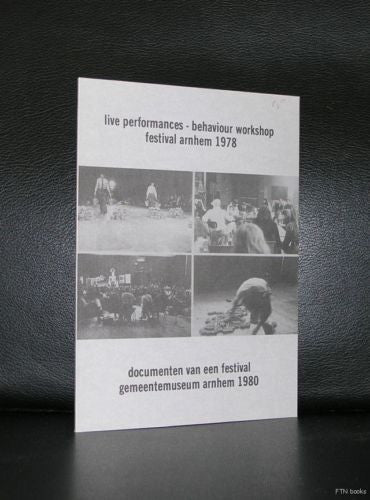 live performances - behaviour workshop
festival arnhem 1978
documenten van een festival
gemeentemuseum arnhem 1980
FTN books